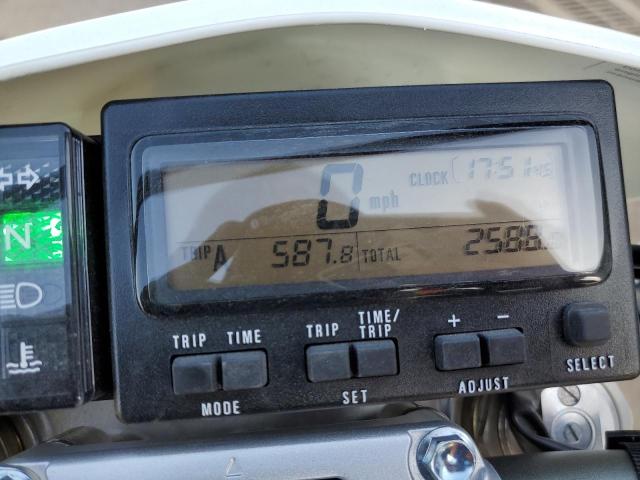 CLOCK 17:51
0 mph
N
TRIP A 587.8 TOTAL
TRIP TIME TRIP TIME/TRIP + −
MODE SET ADJUST SELECT